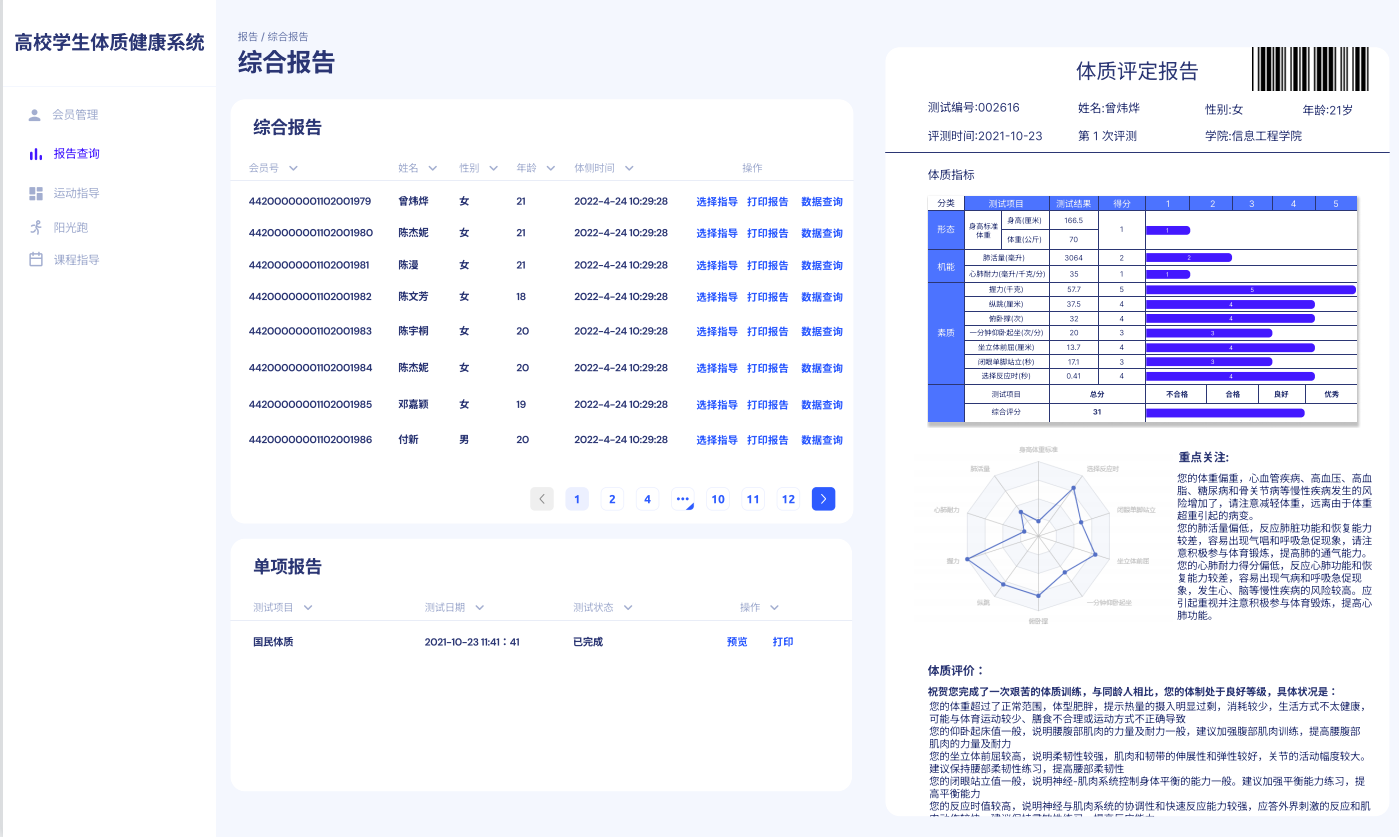 高校学生体质健康系统
会员管理
报告查询
运动指导
阳光跑
课程指导
报告 / 综合报告
综合报告
综合报告
会员号 姓名 性别 年龄 体侧时间 操作
44200000001102001979 曾炜烨 女 21 2022-4-24 10:29:28 选择指导 打印报告 数据查询
44200000001102001980 陈杰妮 女 21 2022-4-24 10:29:28 选择指导 打印报告 数据查询
44200000001102001981 陈漫 女 21 2022-4-24 10:29:28 选择指导 打印报告 数据查询
44200000001102001982 陈文芳 女 18 2022-4-24 10:29:28 选择指导 打印报告 数据查询
44200000001102001983 陈宇桐 女 20 2022-4-24 10:29:28 选择指导 打印报告 数据查询
44200000001102001984 陈杰妮 女 20 2022-4-24 10:29:28 选择指导 打印报告 数据查询
44200000001102001985 邓嘉颖 女 19 2022-4-24 10:29:28 选择指导 打印报告 数据查询
44200000001102001986 付新 男 20 2022-4-24 10:29:28 选择指导 打印报告 数据查询
1 2 4 ••• 10 11 12
单项报告
测试项目 测试日期 测试状态 操作
国民体质 2021-10-23 11:41：41 已完成 预览 打印
体质评定报告
测试编号:002616 姓名:曾炜烨 性别:女 年龄:21岁
评测时间:2021-10-23 第 1 次评测 学院:信息工程学院
体质指标
分类 测试项目 测试结果 得分 1 2 3 4 5
形态 身高标准体重 身高(厘米) 166.5 1 1
体重(公斤) 70
机能 肺活量(毫升) 3064 2 2
心肺耐力(毫升/千克/分) 35 1 1
素质 握力(千克) 57.7 5 5
纵跳(厘米) 37.5 4 4
俯卧撑(次) 32 4 4
一分钟仰卧起坐(次/分) 20 3 3
坐立体前屈(厘米) 13.7 4 4
闭眼单脚站立(秒) 17.1 3 3
选择反应时(秒) 0.41 4 4
测试项目 总分 不合格 合格 良好 优秀
综合评分 31
身高体重标准
肺活量 选择反应时
心肺耐力 闭眼单脚站立
握力 坐立体前屈
纵跳 一分钟仰卧起坐
俯卧撑
重点关注:
您的体重偏重，心血管疾病、高血压、高血
脂、糖尿病和骨关节病等慢性疾病发生的风
险增加了，请注意减轻体重，远离由于体重
超重引起的病变。
您的肺活量偏低，反应肺脏功能和恢复能力
较差，容易出现气唱和呼吸急促现象，请注
意积极参与体育锻炼，提高肺的通气能力。
您的心肺耐力得分偏低，反应心肺功能和恢
复能力较差，容易出现气病和呼吸急促现
象，发生心、脑等慢性疾病的风险较高。应
引起重视并注意积极参与体育毁炼，提高心
肺功能。
体质评价：
祝贺您完成了一次艰苦的体质训练，与同龄人相比，您的体制处于良好等级，具体状况是：
您的体重超过了正常范围，体型肥胖，提示热量的摄入明显过剩，消耗较少，生活方式不太健康，
可能与体育运动较少、膳食不合理或运动方式不正确导致
您的仰卧起床值一般，说明腰腹部肌肉的力量及耐力一般，建议加强腹部肌肉训练，提高腰腹部
肌肉的力量及耐力
您的坐立体前屈较高，说明柔韧性较强，肌肉和韧带的伸展性和弹性较好，关节的活动幅度较大。
建议保持腰部柔韧性练习，提高腰部柔韧性
您的闭眼站立值一般，说明神经-肌肉系统控制身体平衡的能力一般。建议加强平衡能力练习，提
高平衡能力
您的反应时值较高，说明神经与肌肉系统的协调性和快速反应能力较强，应答外界刺激的反应和肌